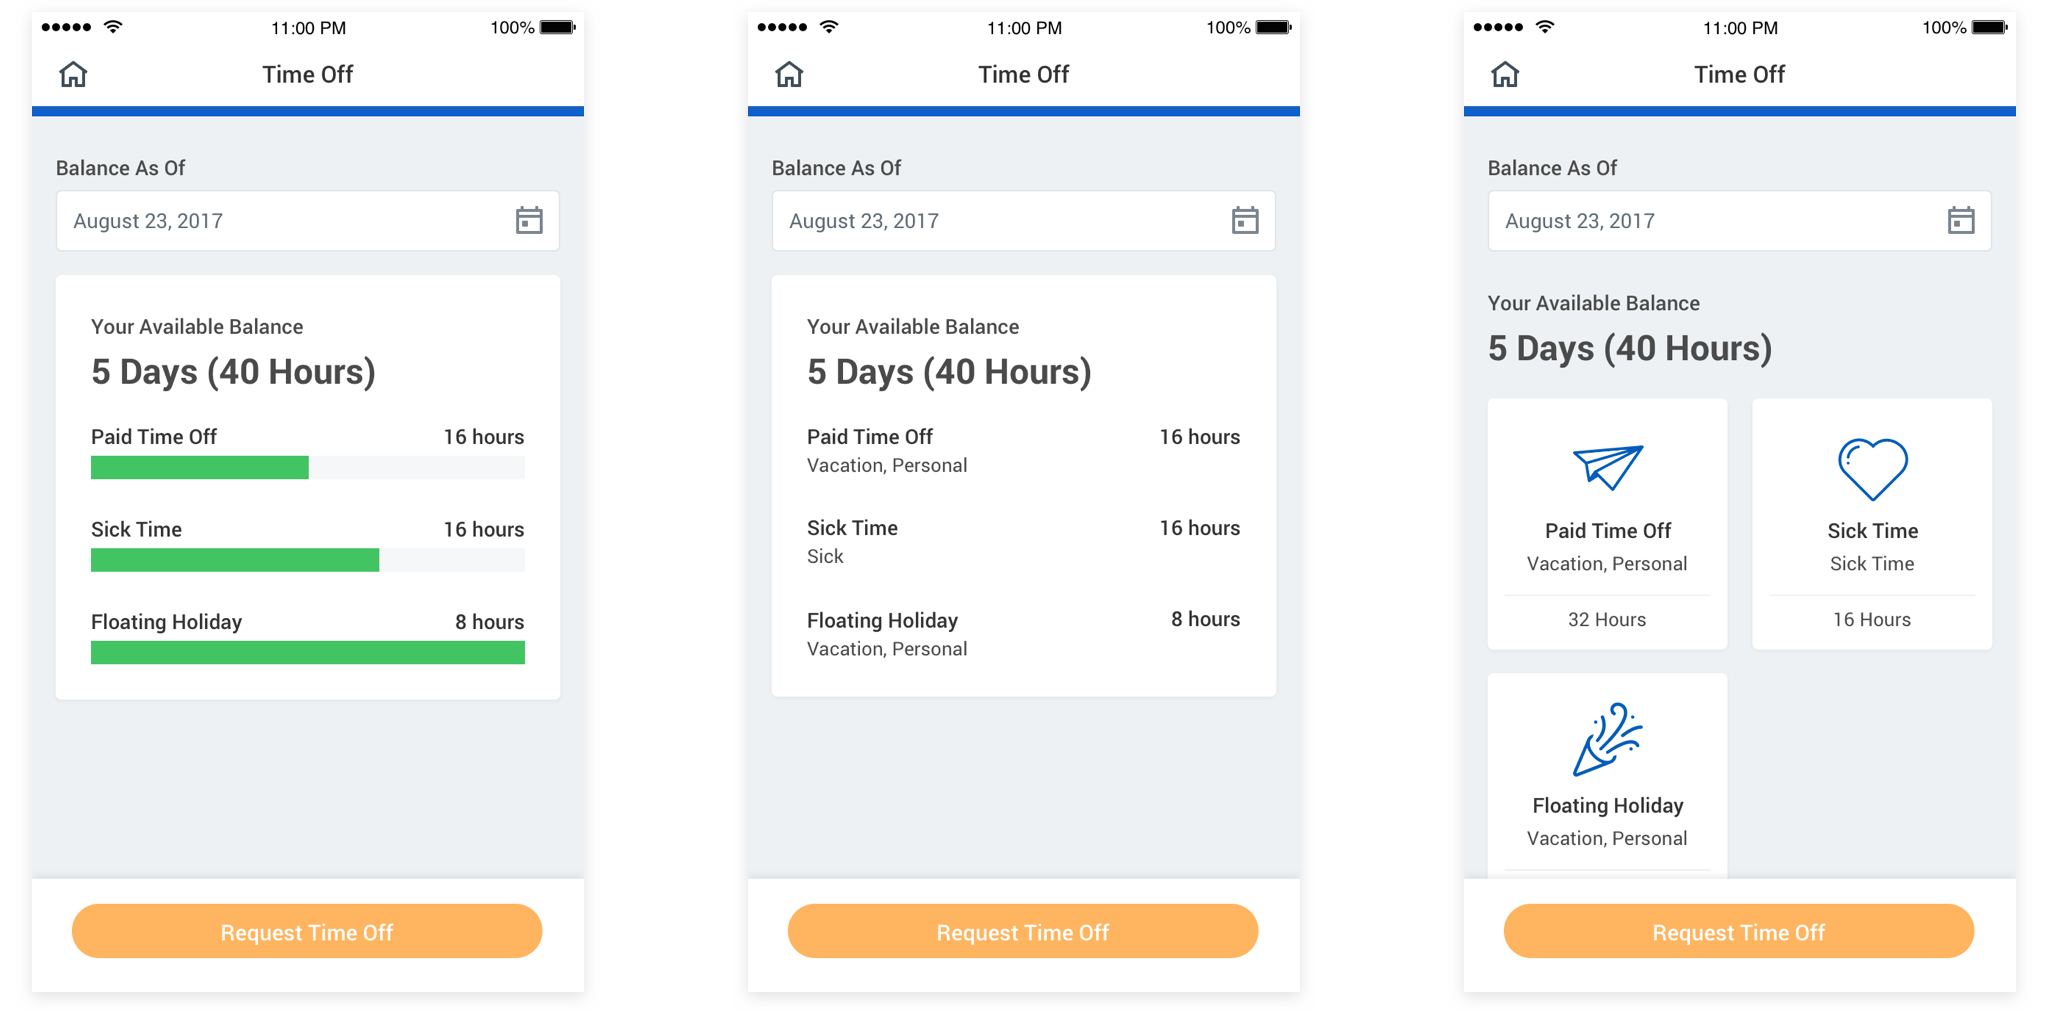 11:00 PM 100%
Time Off
Balance As Of
August 23, 2017
Your Available Balance
5 Days (40 Hours)
Paid Time Off 16 hours
Sick Time 16 hours
Floating Holiday 8 hours
Request Time Off
11:00 PM 100%
Time Off
Balance As Of
August 23, 2017
Your Available Balance
5 Days (40 Hours)
Paid Time Off 16 hours
Vacation, Personal
Sick Time 16 hours
Sick
Floating Holiday 8 hours
Vacation, Personal
Request Time Off
11:00 PM 100%
Time Off
Balance As Of
August 23, 2017
Your Available Balance
5 Days (40 Hours)
Paid Time Off
Vacation, Personal
32 Hours
Sick Time
Sick Time
16 Hours
Floating Holiday
Vacation, Personal
Request Time Off